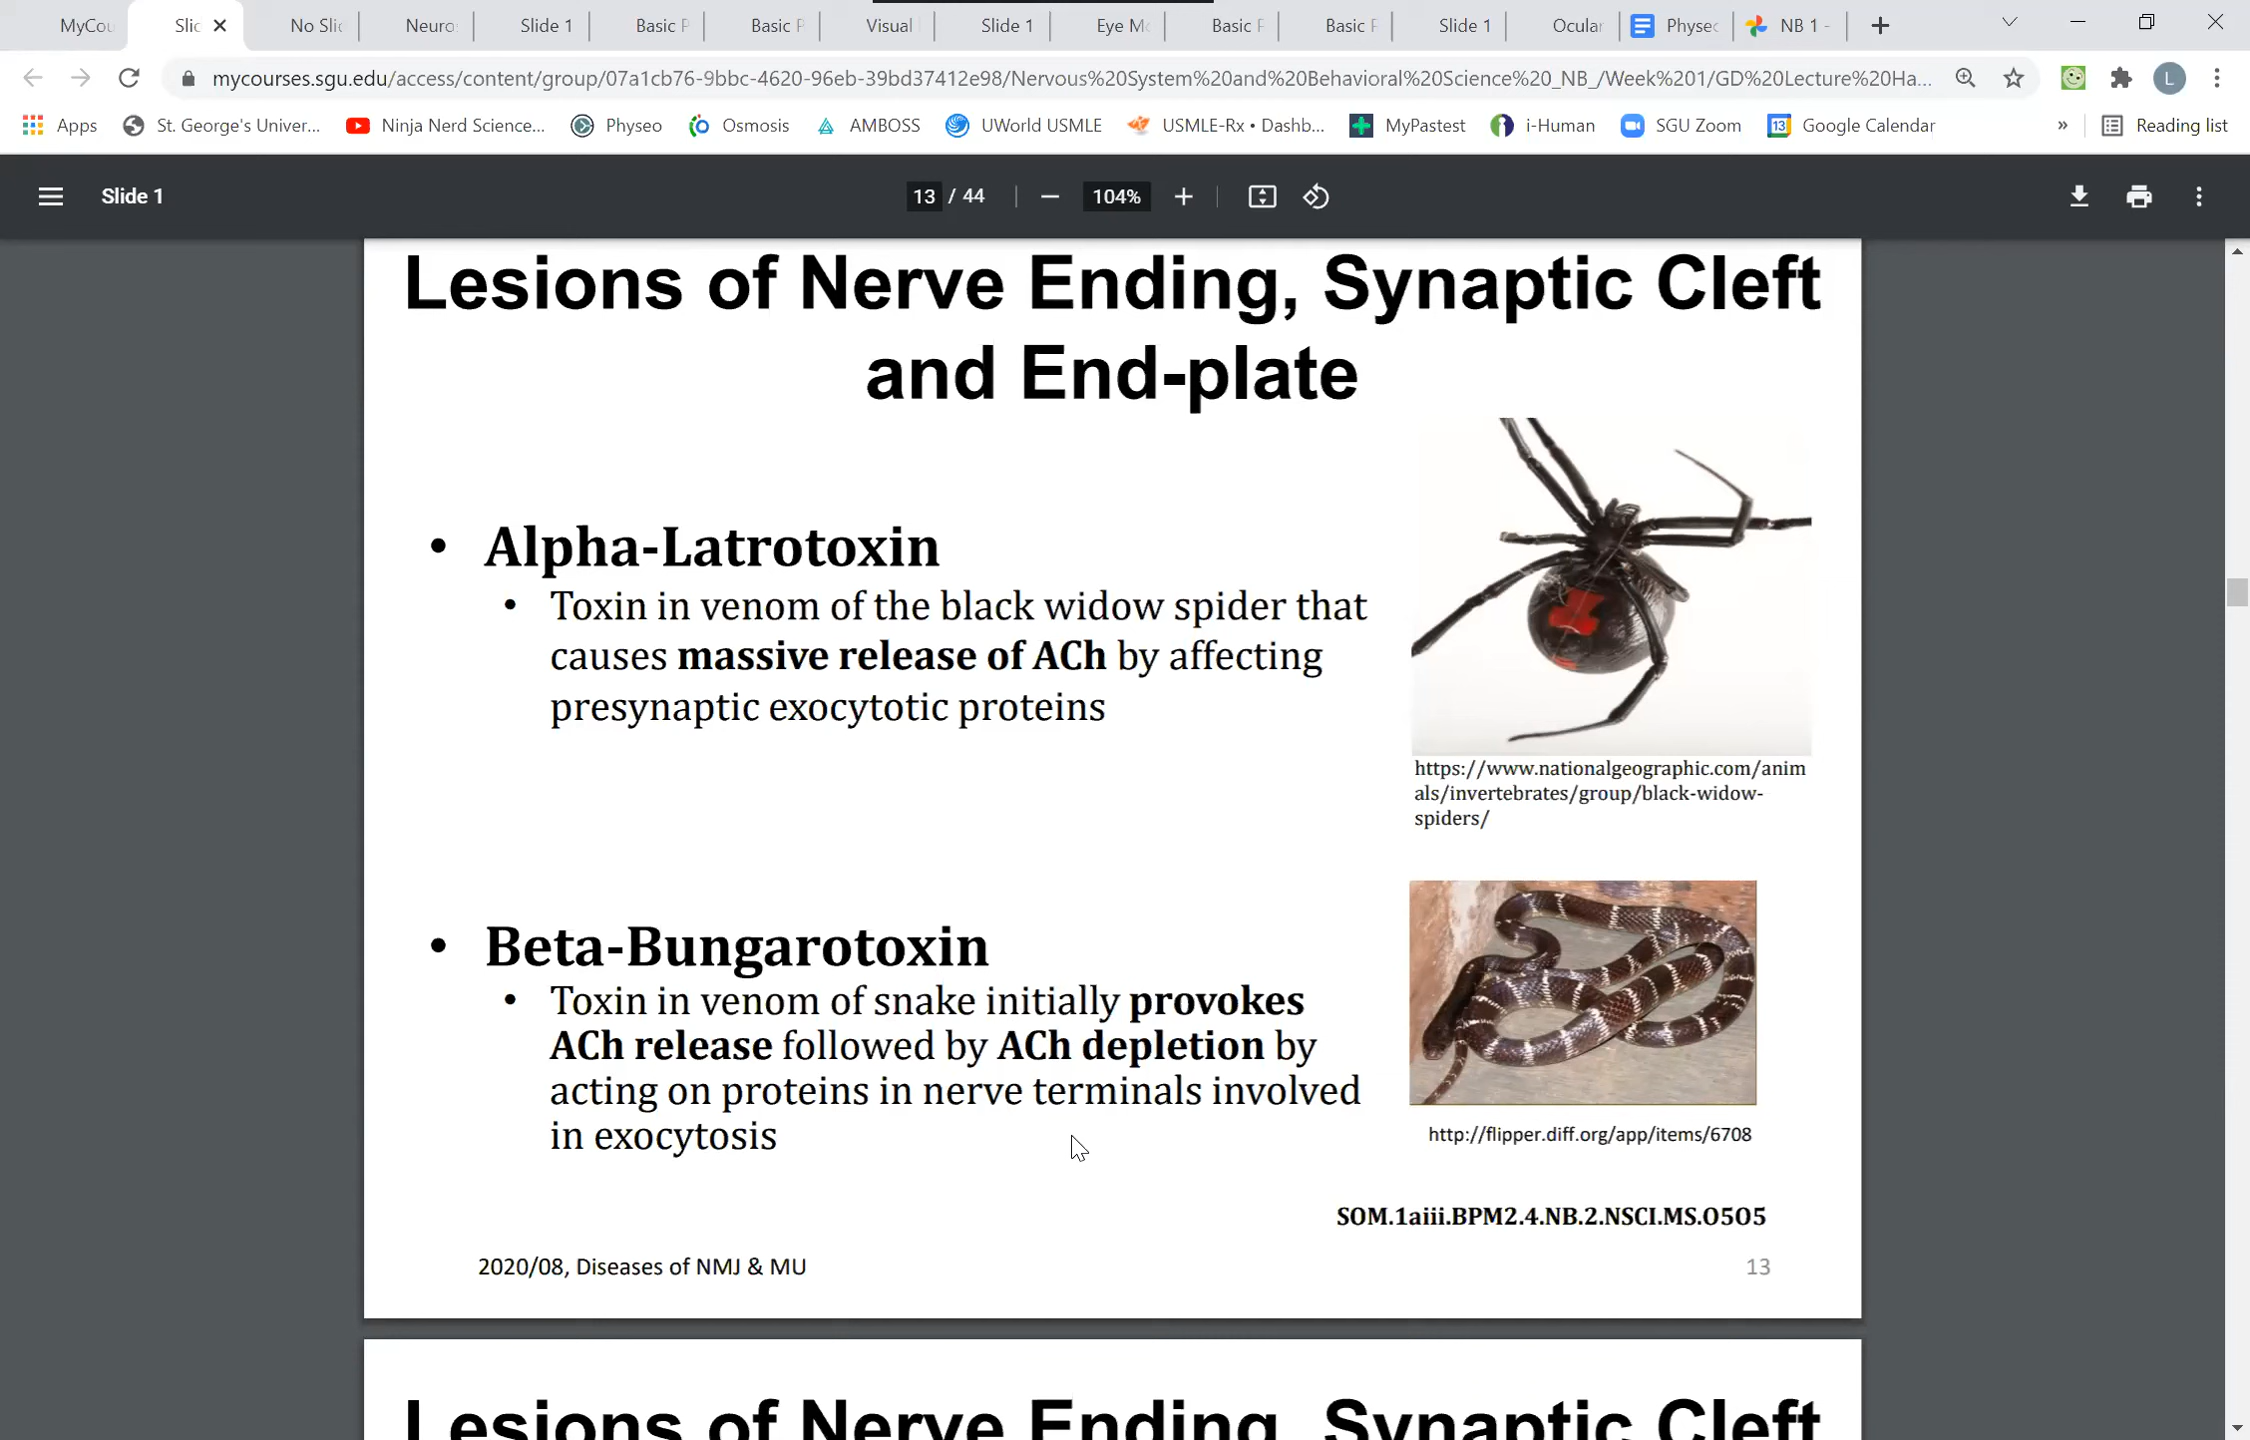 MyCou
Slic
No Slic
Neuro
Slide 1
Basic P
Basic P
Visual
Slide 1
Eye Mo
Basic P
Basic P
Slide 1
Ocular
Physeo
NB 1 -
mycourses.sgu.edu/access/content/group/07a1cb76-9bbc-4620-96eb-39bd37412e98/Nervous%20System%20and%20Behavioral%20Science%20_NB_/Week%201/GD%20Lecture%20Ha...
L
Apps
St. George's Univer...
Ninja Nerd Science...
Physeo
Osmosis
AMBOSS
UWorld USMLE
USMLE-Rx • Dashb...
MyPastest
i-Human
SGU Zoom
13
Google Calendar
»
Reading list
Slide 1
13 / 44
104%
Lesions of Nerve Ending, Synaptic Cleft
and End-plate
• Alpha-Latrotoxin
• Toxin in venom of the black widow spider that
causes massive release of ACh by affecting
presynaptic exocytotic proteins
https://www.nationalgeographic.com/anim
als/invertebrates/group/black-widow-
spiders/
• Beta-Bungarotoxin
• Toxin in venom of snake initially provokes
ACh release followed by ACh depletion by
acting on proteins in nerve terminals involved
in exocytosis
http://flipper.diff.org/app/items/6708
SOM.1aiii.BPM2.4.NB.2.NSCI.MS.0505
2020/08, Diseases of NMJ & MU
13
Lesions of Nerve Ending, Synaptic Cleft